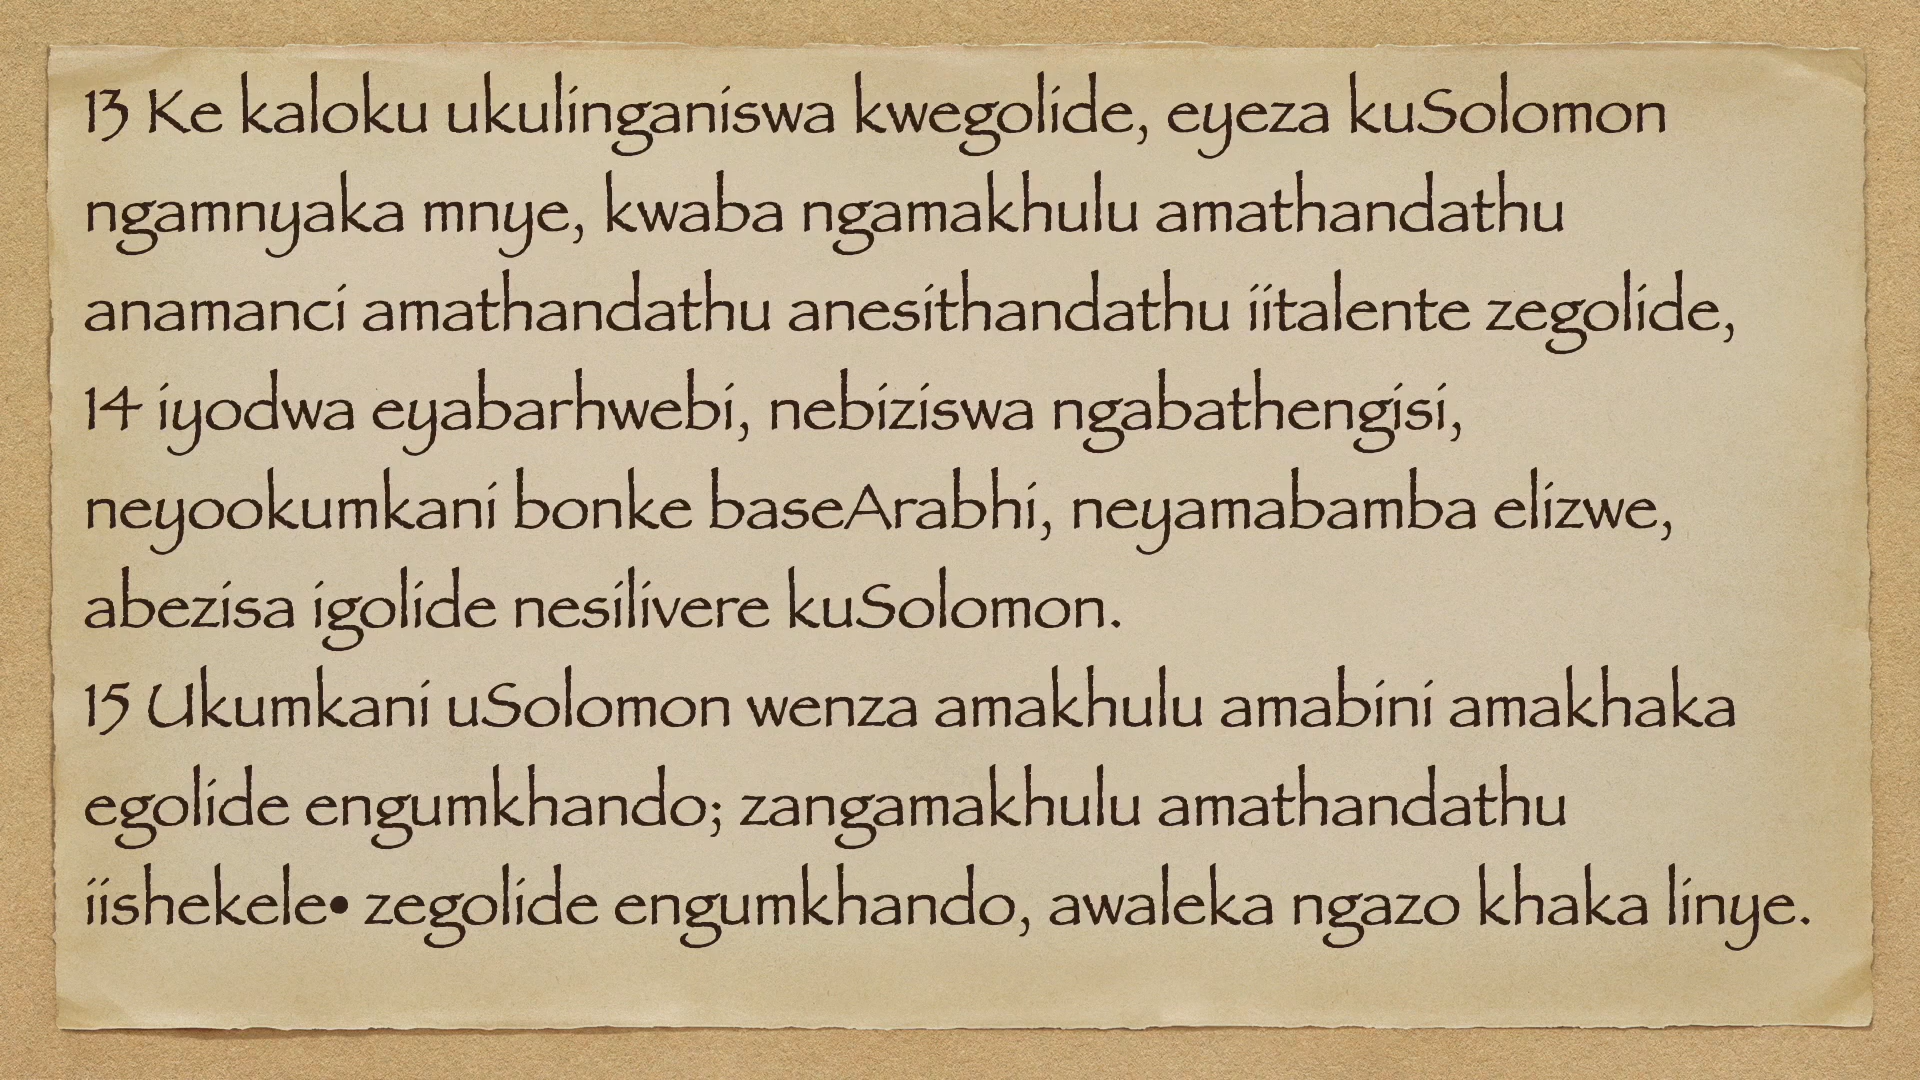 13 Ke kaloku ukulinganiswa kwegolide, eyeza kuSolomon
ngamnyaka mnye, kwaba ngamakhulu amathandathu
anamanci amathandathu anesithandathu iitalente zegolide,
14 iyodwa eyabarhwebi, nebiziswa ngabathengisi,
neyookumkani bonke baseArabhi, neyamabamba elizwe,
abezisa igolide nesilivere kuSolomon.
15 Ukumkani uSolomon wenza amakhulu amabini amakhaka
egolide engumkhando; zangamakhulu amathandathu
iishekele• zegolide engumkhando, awaleka ngazo khaka linye.